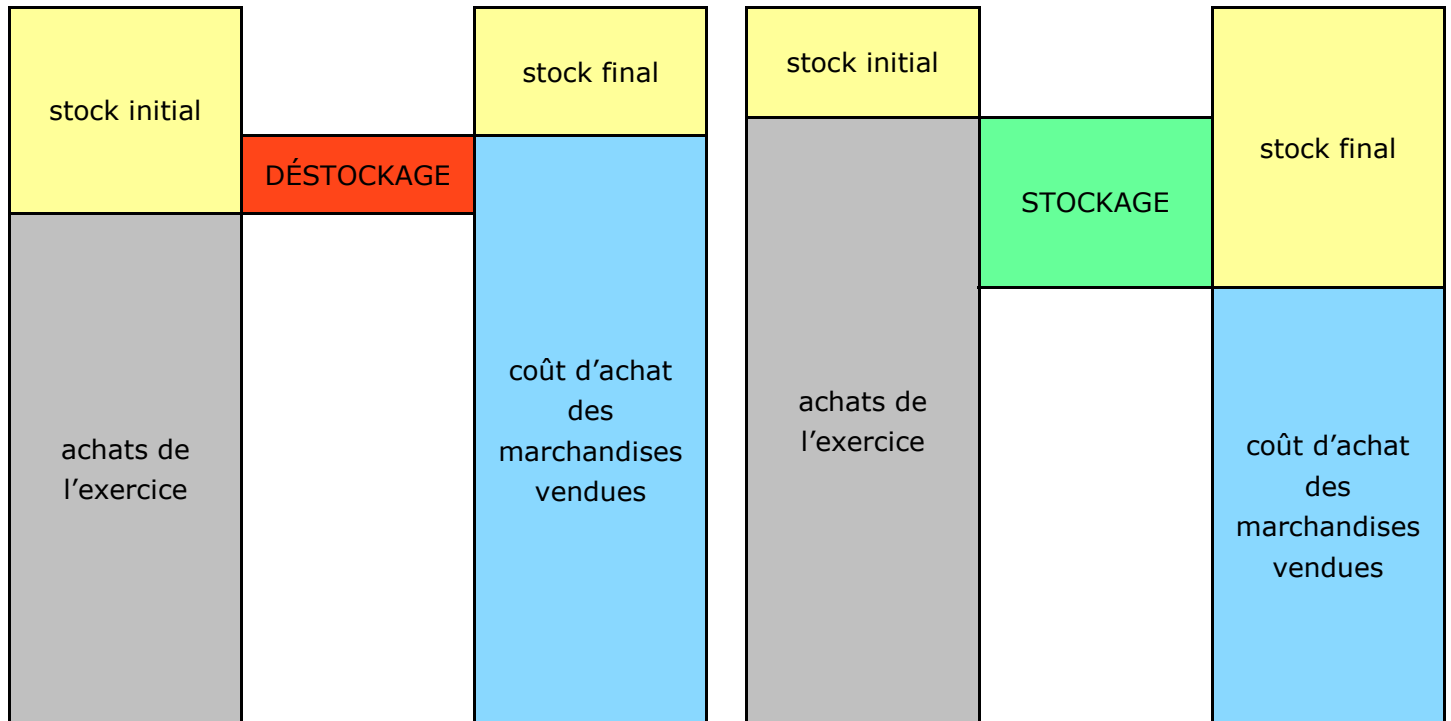 stock initial
DÉSTOCKAGE
achats de
l’exercice
stock final
coût d’achat
des
marchandises
vendues
stock initial
STOCKAGE
achats de
l’exercice
stock final
coût d’achat
des
marchandises
vendues